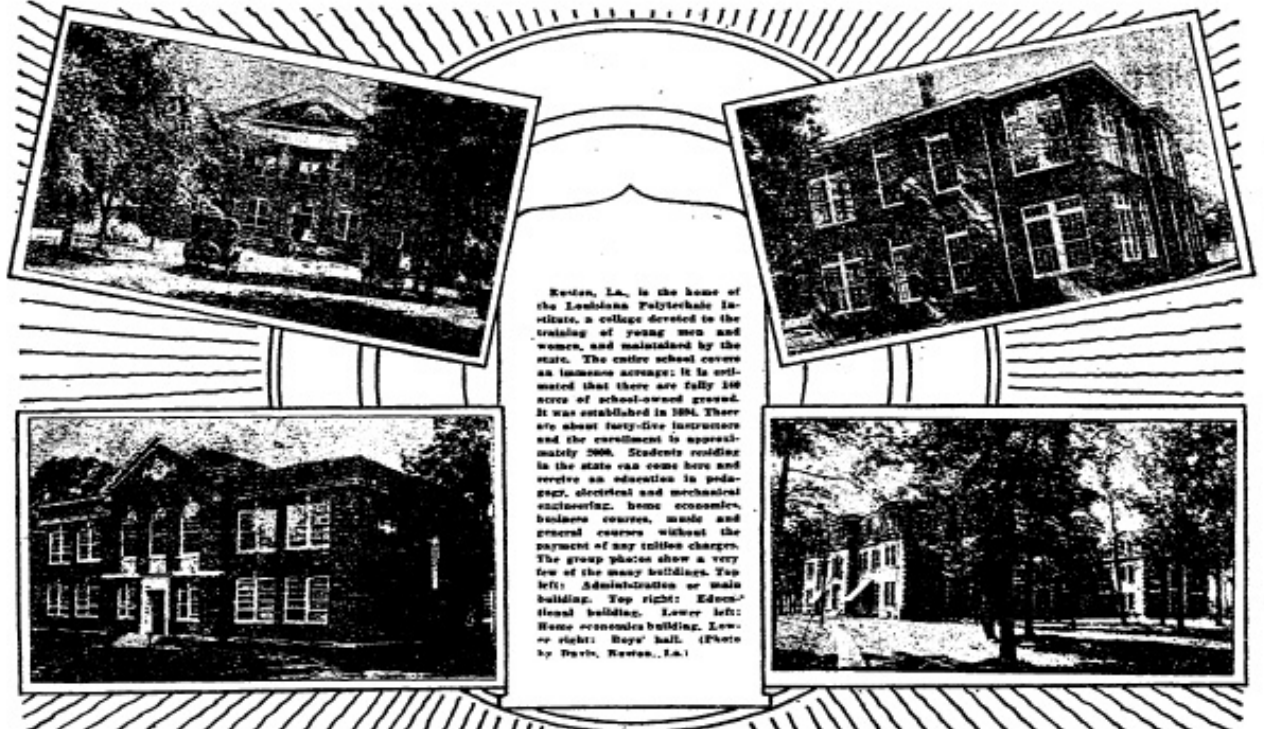 Ruston, La., is the home of
the Louisiana Polytechnic In-
stitute, a college devoted to the
training of young men and
women, and maintained by the
state. The entire school covers
an immense acreage; it is esti-
mated that there are fully 240
acres of school-owned ground.
It was established in 1894. There
are about forty-five instructors
and the enrollment is approxi-
mately 2000. Students residing
in the state can come here and
receive an education in peda-
gogy, electrical and mechanical
engineering, home economics,
business courses, music and
general courses without the
payment of any tuition charges.
The group photos show a very
few of the many buildings. Top
left: Administration or main
building. Top right: Educa-
tional building. Lower left:
Home economics building. Low-
er right: Boys' hall. (Photo
by Davis, Ruston, La.)